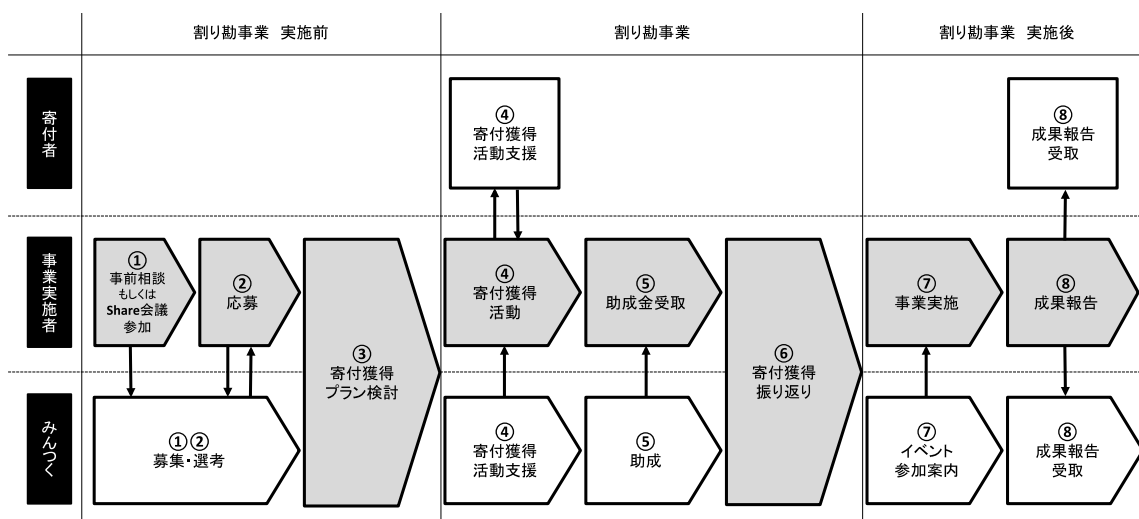 割り勘事業 実施前
割り勘事業
割り勘事業 実施後
寄付者
④
寄付獲得
活動支援
⑧
成果報告
受取
事業実施者
①
事前相談
もしくは
Share会議
参加
②
応募
③
寄付獲得
プラン検討
④
寄付獲得
活動
⑤
助成金受取
⑥
寄付獲得
振り返り
⑦
事業実施
⑧
成果報告
みんつく
①②
募集・選考
④
寄付獲得
活動支援
⑤
助成
⑦
イベント
参加案内
⑧
成果報告
受取